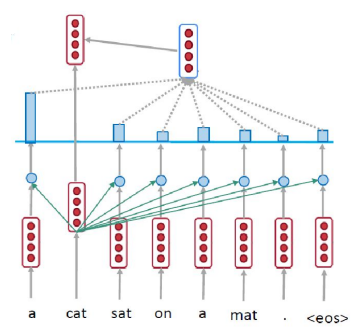 a cat sat on a mat . <eos>